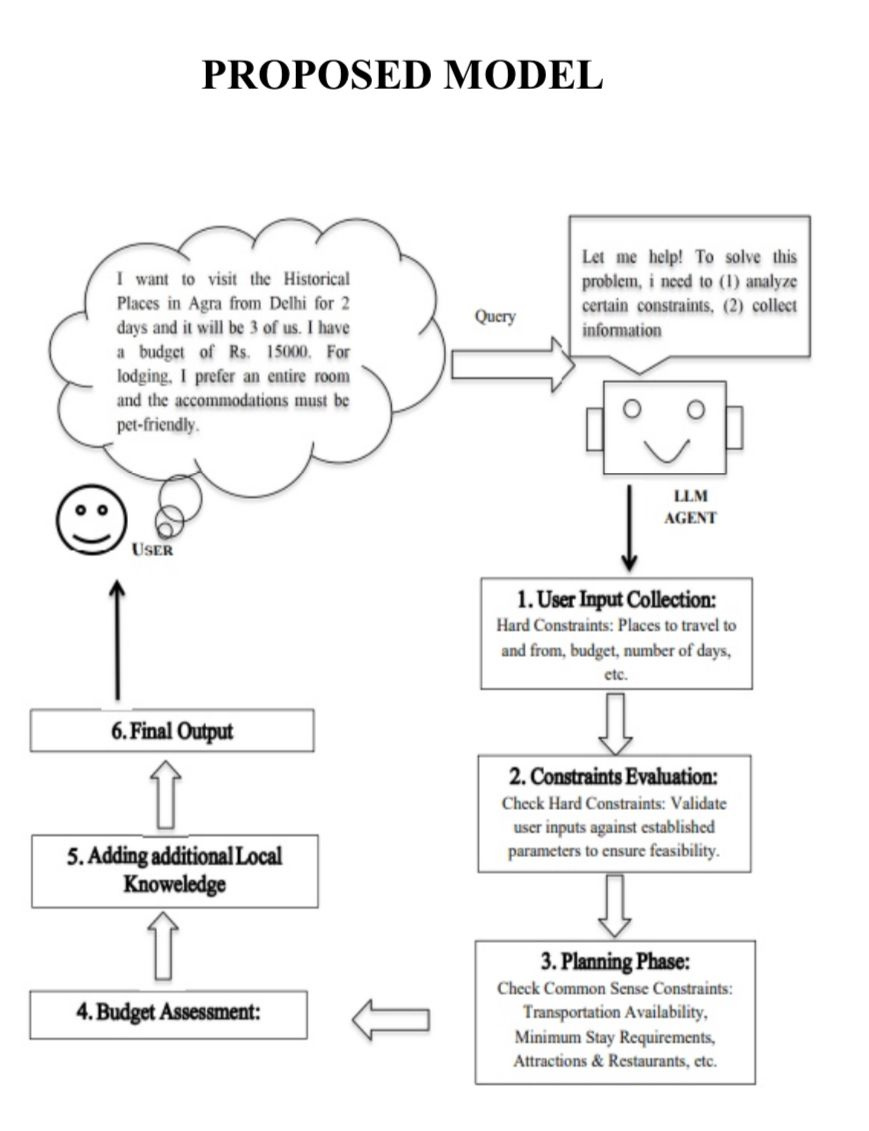 PROPOSED MODEL
I want to visit the Historical
Places in Agra from Delhi for 2
days and it will be 3 of us. I have
a budget of Rs. 15000. For
lodging, I prefer an entire room
and the accommodations must be
pet-friendly.
USER
Query
Let me help! To solve this
problem, i need to (1) analyze
certain constraints, (2) collect
information
LLM
AGENT
1. User Input Collection:
Hard Constraints: Places to travel to
and from, budget, number of days,
etc.
2. Constraints Evaluation:
Check Hard Constraints: Validate
user inputs against established
parameters to ensure feasibility.
3. Planning Phase:
Check Common Sense Constraints:
Transportation Availability,
Minimum Stay Requirements,
Attractions & Restaurants, etc.
4. Budget Assessment:
5. Adding additional Local
Knoweledge
6. Final Output